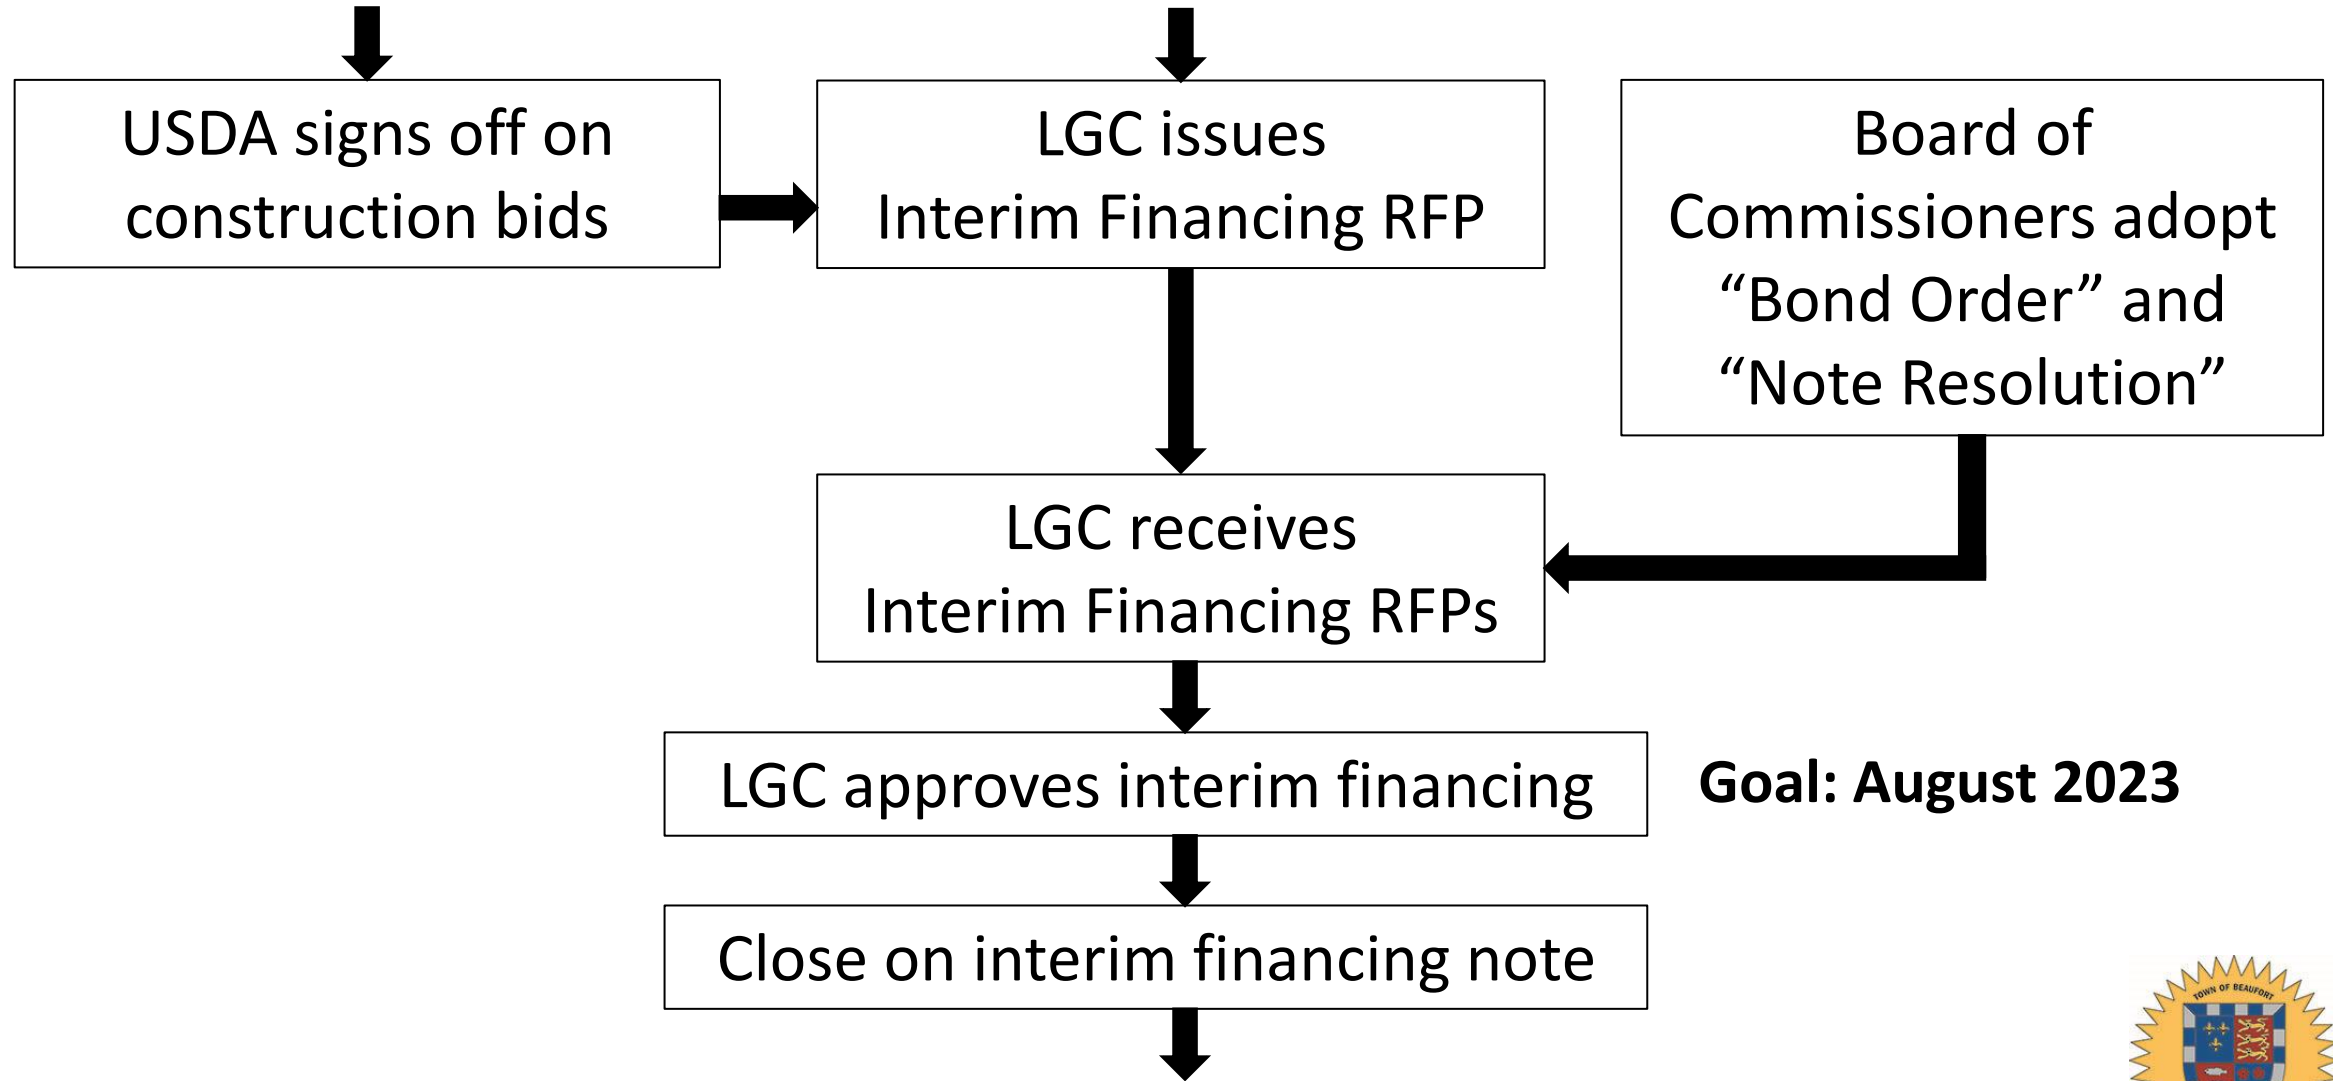 USDA signs off on
construction bids
LGC issues
Interim Financing RFP
Board of
Commissioners adopt
“Bond Order” and
“Note Resolution”
LGC receives
Interim Financing RFPs
LGC approves interim financing
Goal: August 2023
Close on interim financing note
TOWN OF BEAUFORT